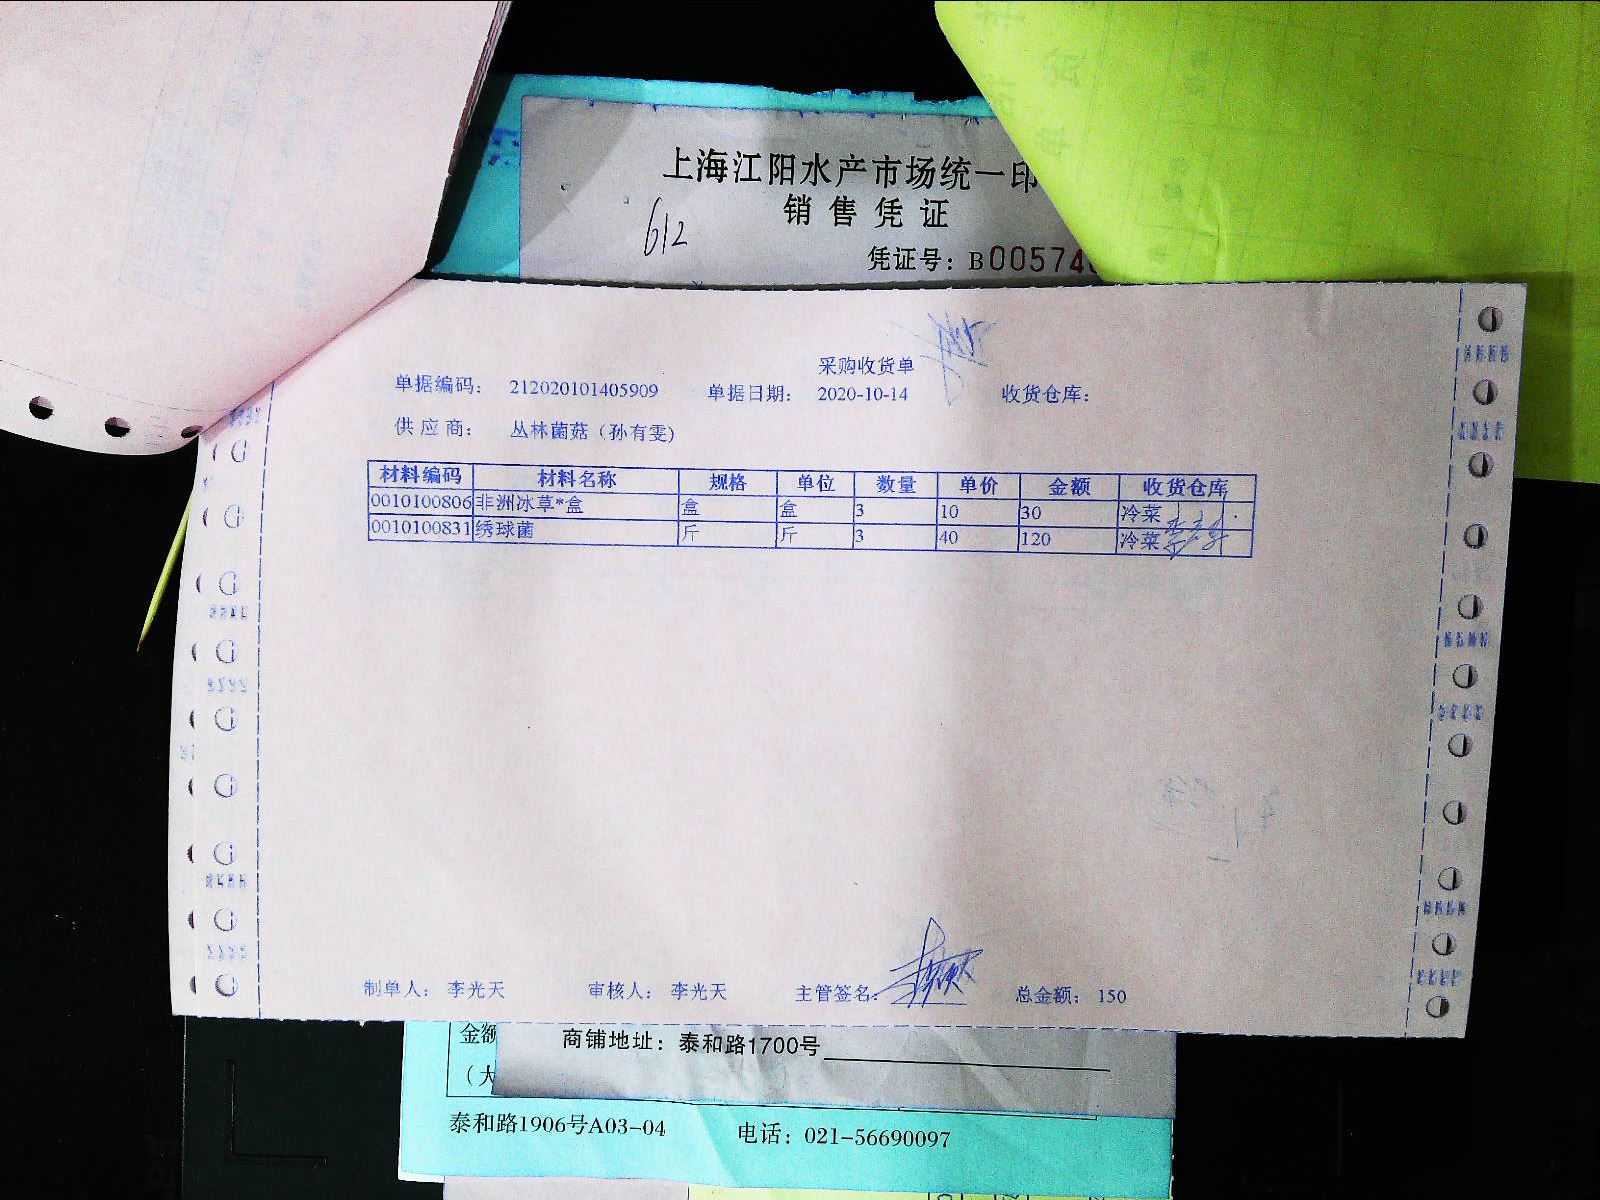 上海江阳水产市场统一印
销售凭证
612
凭证号：B005740
采购收货单
单据编码： 212020101405909 单据日期： 2020-10-14 收货仓库：
供应商： 丛林菌菇（孙有雯）
材料编码 材料名称 规格 单位 数量 单价 金额 收货仓库
0010100806 非洲冰草*盒 盒 盒 3 10 30 冷菜
0010100831 绣球菌 斤 斤 3 40 120 冷菜
制单人： 李光天 审核人： 李光天 主管签名： 总金额： 150
金额
商铺地址：泰和路1700号
（大
泰和路1906号A03-04 电话：021-56690097